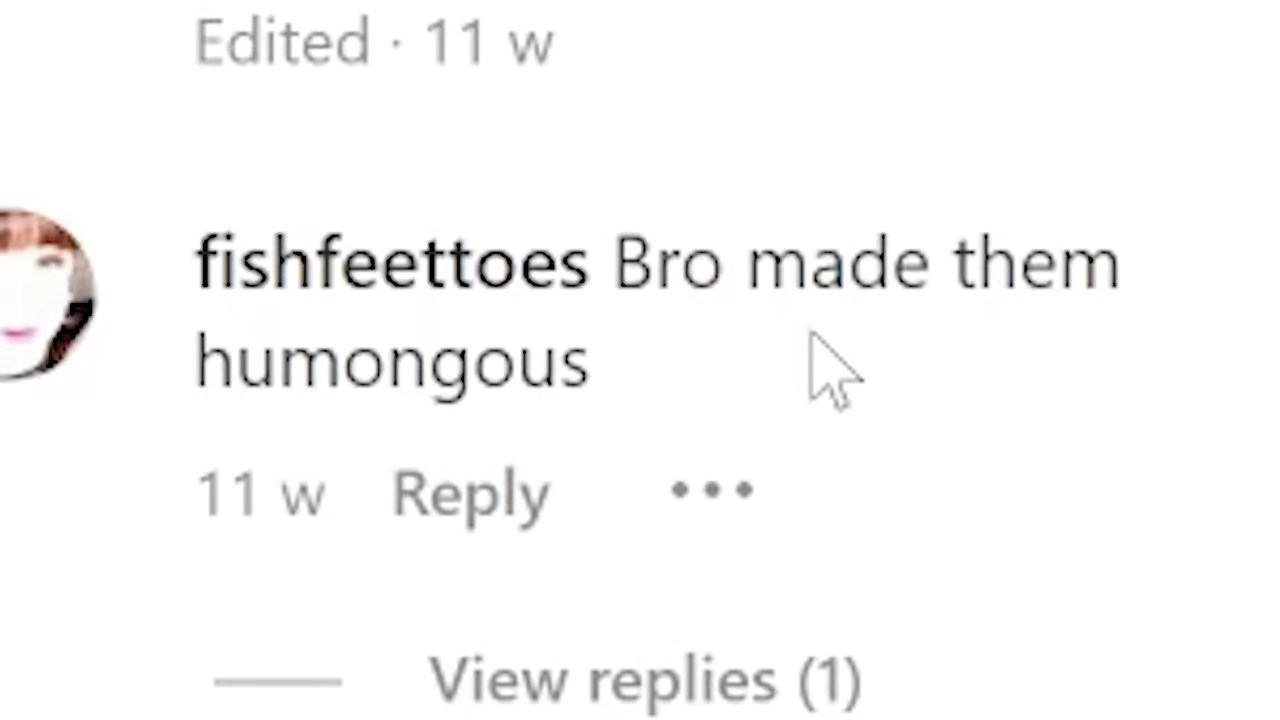 Edited · 11 w
fishfeettoes Bro made them
humongous
11 w Reply •••
View replies (1)